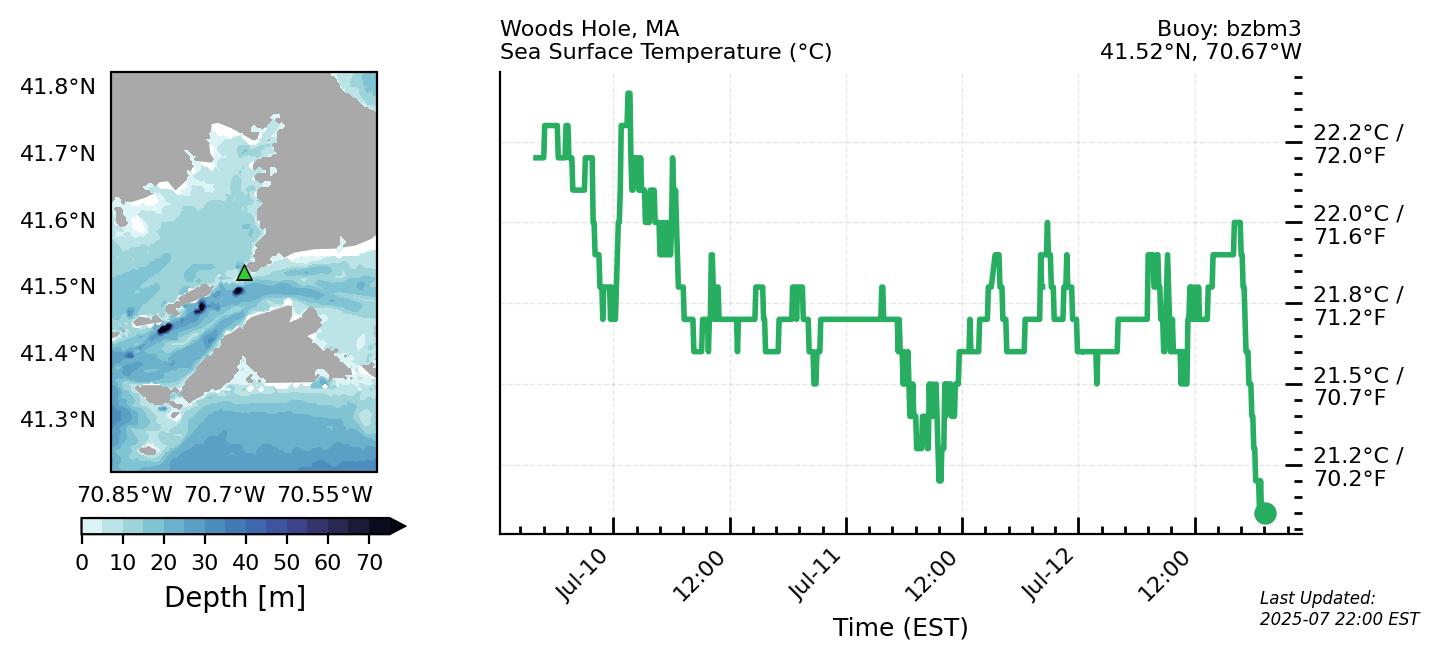 Woods Hole, MA
Sea Surface Temperature (°C)
Buoy: bzbm3
41.52°N, 70.67°W
41.8°N
41.7°N
41.6°N
41.5°N
41.4°N
41.3°N
70.85°W 70.7°W 70.55°W
0 10 20 30 40 50 60 70
Depth [m]
22.2°C /
72.0°F
22.0°C /
71.6°F
21.8°C /
71.2°F
21.5°C /
70.7°F
21.2°C /
70.2°F
Jul-10 12:00 Jul-11 12:00 Jul-12 12:00
Time (EST)
Last Updated:
2025-07 22:00 EST